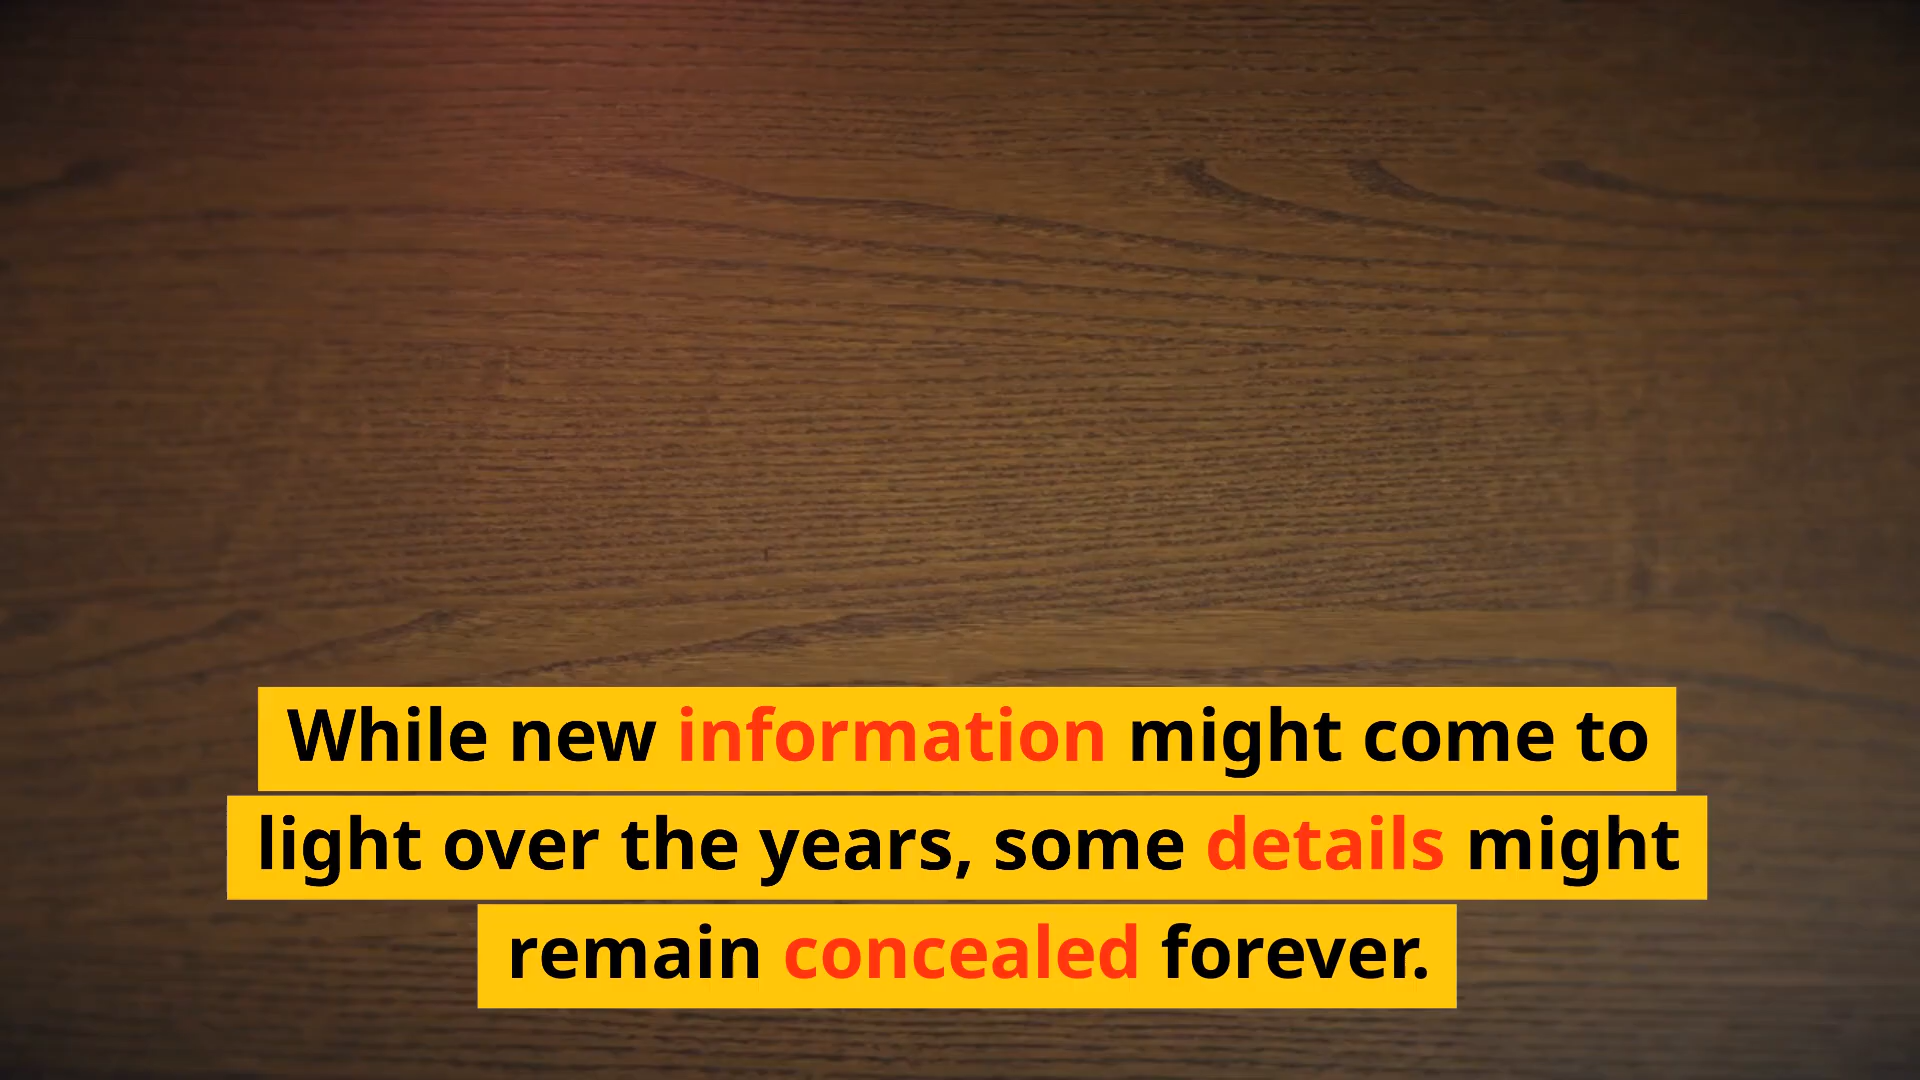 While new information might come to
light over the years, some details might
remain concealed forever.